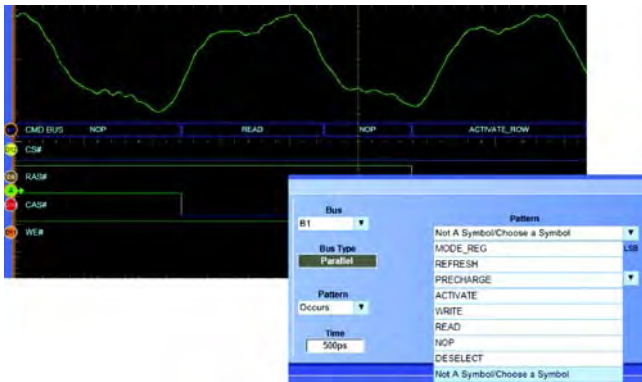 CMD BUS NOP READ NOP ACTIVATE_ROW
CS#
RAS#
CAS#
WE#
Bus
B1
Bus Type
Parallel
Pattern
Occurs
Time
500ps
Pattern
Not A Symbol/Choose a Symbol
MODE_REG
LSB
REFRESH
PRECHARGE
ACTIVATE
WRITE
READ
NOP
DESELECT
Not A Symbol/Choose a Symbol